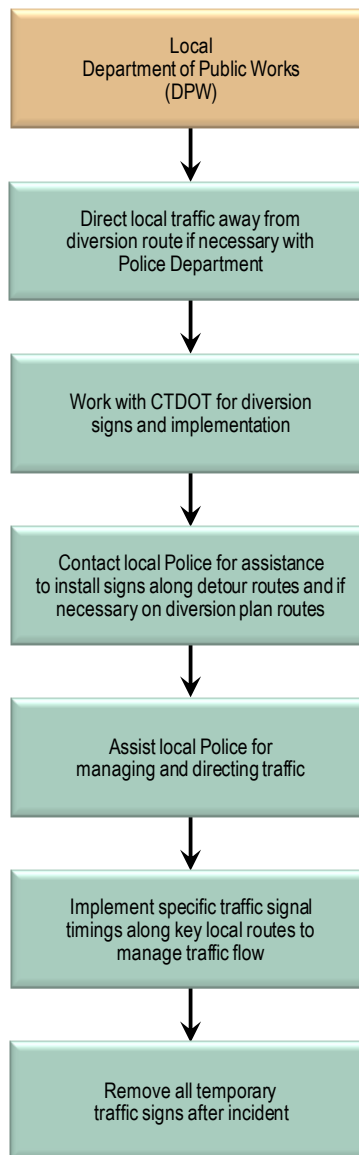 Local
Department of Public Works
(DPW)
Direct local traffic away from
diversion route if necessary with
Police Department
Work with CTDOT for diversion
signs and implementation
Contact local Police for assistance
to install signs along detour routes and if
necessary on diversion plan routes
Assist local Police for
managing and directing traffic
Implement specific traffic signal
timings along key local routes to
manage traffic flow
Remove all temporary
traffic signs after incident